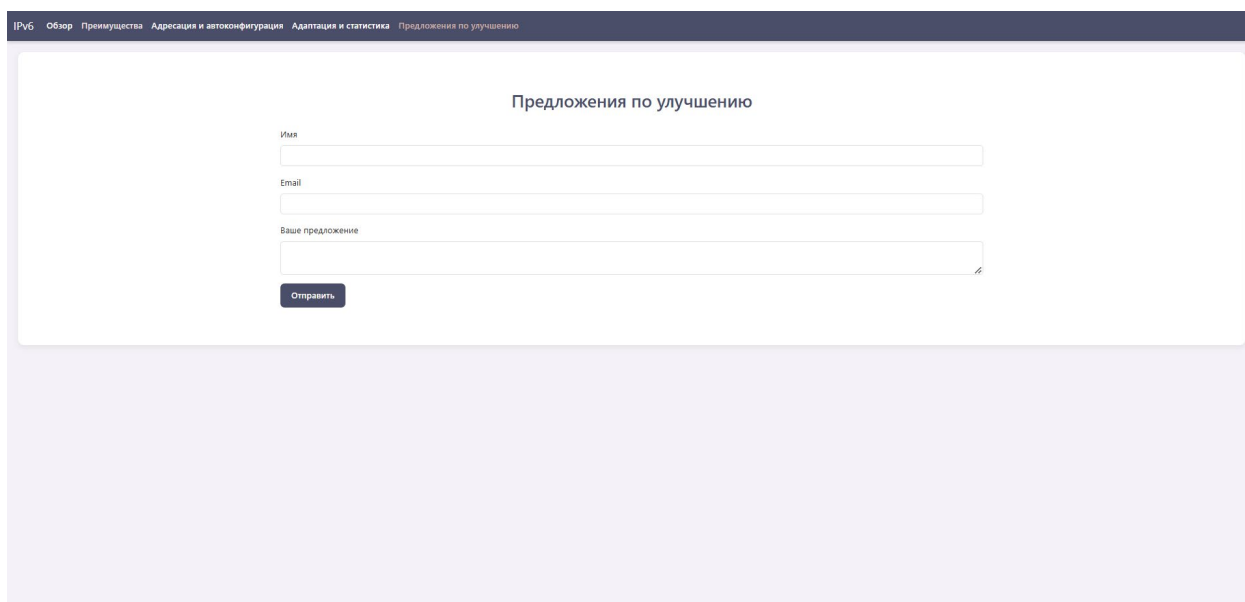 IPv6 Обзор Преимущества Адресация и автоконфигурация Адаптация и статистика Предложения по улучшению
Предложения по улучшению
Имя
Email
Ваше предложение
Отправить